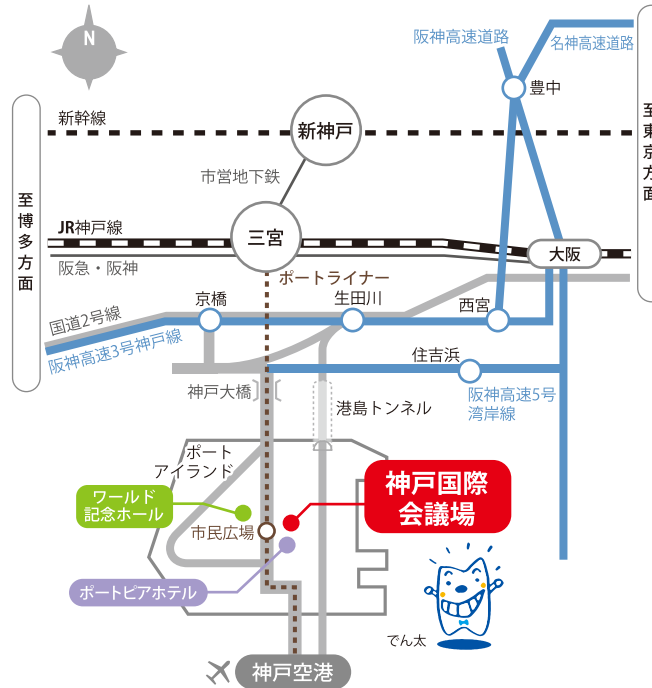 N
阪神高速道路
名神高速道路
豊中
新幹線
新神戸
至東京方面
市営地下鉄
至博多方面
JR神戸線
三宮
大阪
阪急・阪神
ポートライナー
京橋
生田川
西宮
国道2号線
阪神高速3号神戸線
住吉浜
神戸大橋
港島トンネル
阪神高速5号
湾岸線
ポート
アイランド
神戸国際
会議場
ワールド
記念ホール
市民広場
ポートピアホテル
でん太
神戸空港